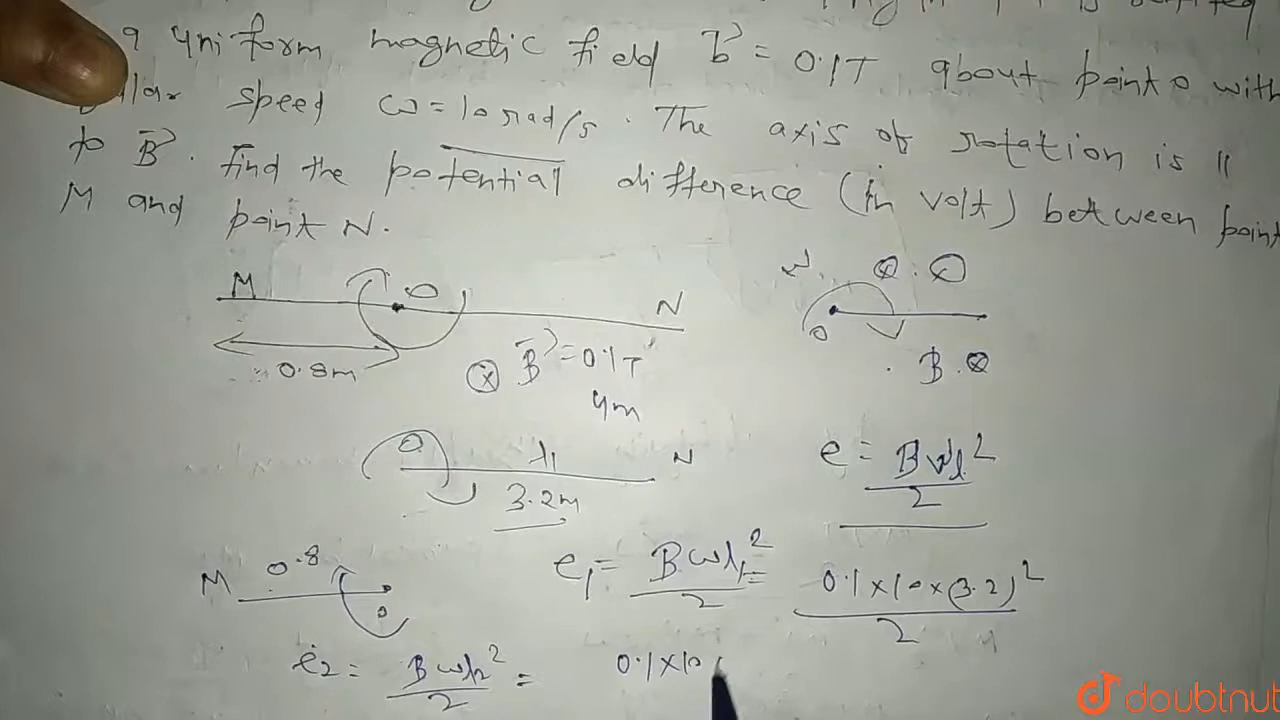 a uniform magnetic field B→ = 0.1T about point O with
speed ω = 10 rad/s . The axis of rotation is ||
to B→ . find the potential difference (in volt) between point
M and point N.
M O N
0.8m
⊗ B→ = 0.1T
4m
O
B . ⊗
O l₁ N
3.2m
e = Bωl²/2
M 0.8 O
e₁ = Bωl₁²/2 = 0.1×10×(3.2)²/2
e₂ = Bωl₂²/2 = 0.1×10
doubtnut